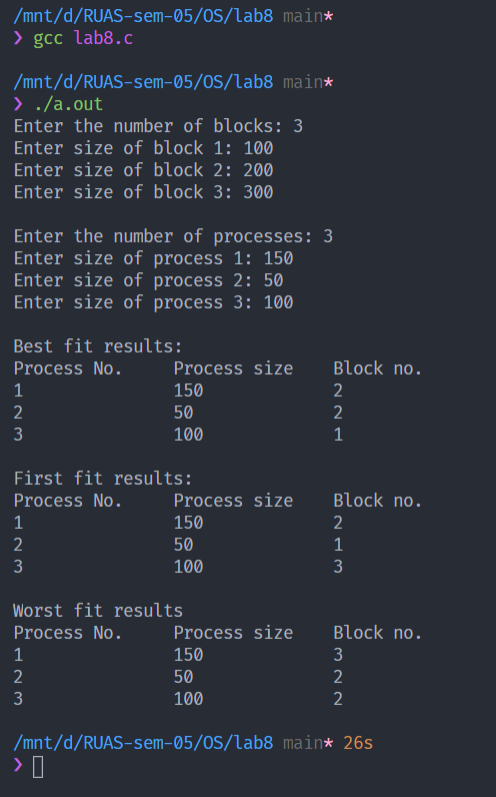 /mnt/d/RUAS-sem-05/OS/lab8 main*
❯ gcc lab8.c
/mnt/d/RUAS-sem-05/OS/lab8 main*
❯ ./a.out
Enter the number of blocks: 3
Enter size of block 1: 100
Enter size of block 2: 200
Enter size of block 3: 300
Enter the number of processes: 3
Enter size of process 1: 150
Enter size of process 2: 50
Enter size of process 3: 100
Best fit results:
Process No. Process size Block no.
1 150 2
2 50 2
3 100 1
First fit results:
Process No. Process size Block no.
1 150 2
2 50 1
3 100 3
Worst fit results
Process No. Process size Block no.
1 150 3
2 50 2
3 100 2
/mnt/d/RUAS-sem-05/OS/lab8 main* 26s
❯